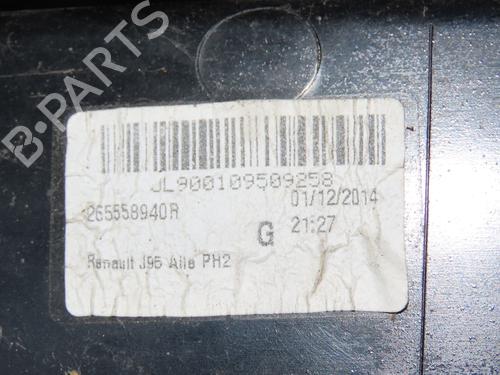 B-PARTS
JL900109509258
265558940R
01/12/2014
G
21:27
Renault J95 Aile PH2